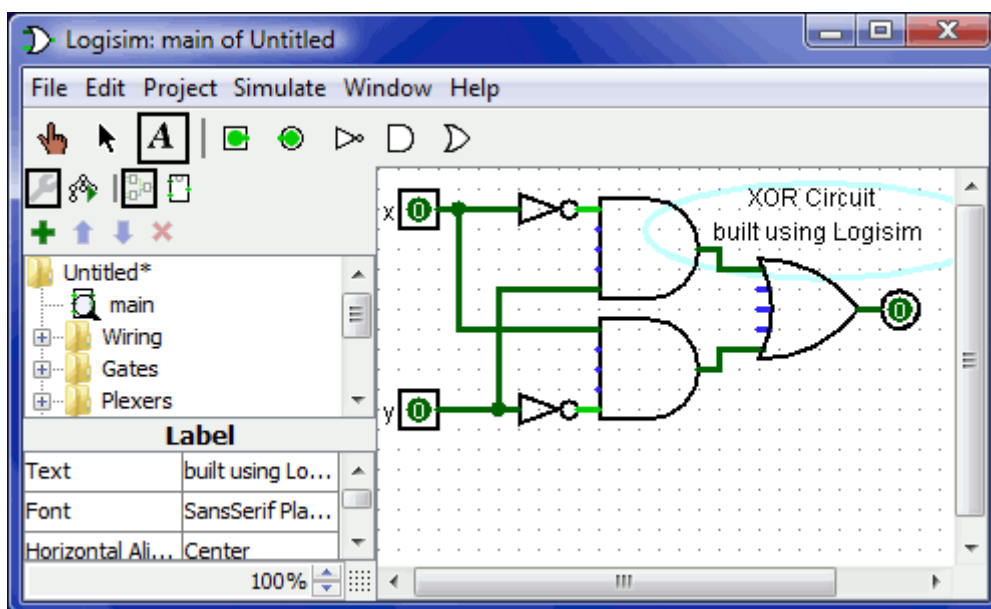 Logisim: main of Untitled
File Edit Project Simulate Window Help
A
Untitled*
main
Wiring
Gates
Plexers
Label
Text built using Lo...
Font SansSerif Pla...
Horizontal Ali... Center
100%
XOR Circuit
built using Logisim
x 0
0
y 0